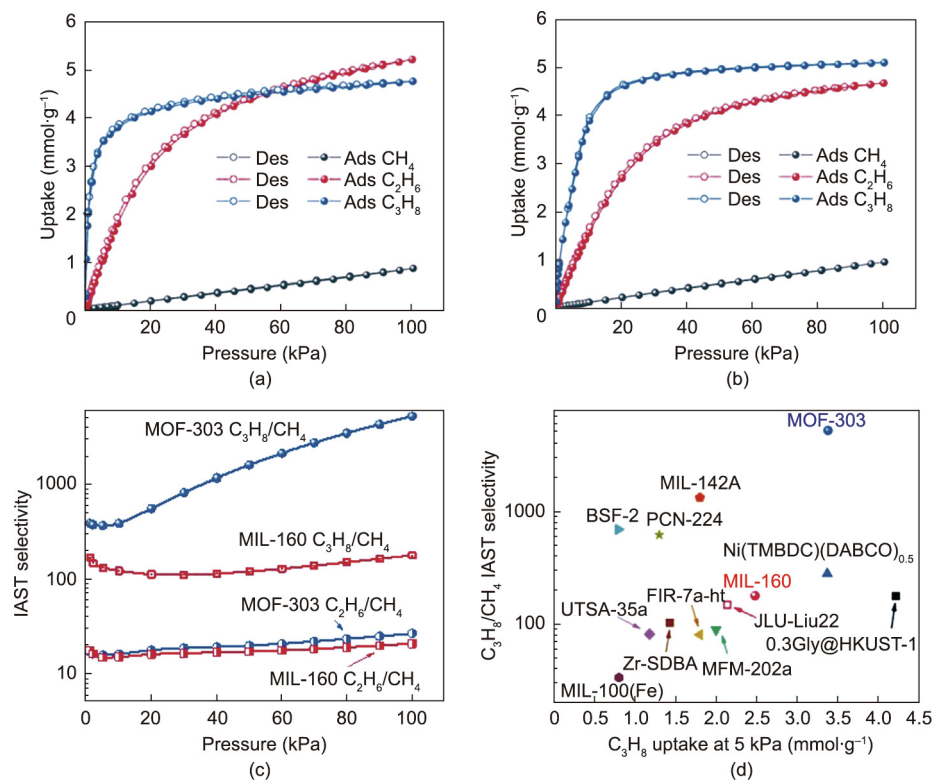 6
5
4
3
2
1
0
Uptake (mmol·g⁻¹)
Des
Ads CH₄
Des
Ads C₂H₆
Des
Ads C₃H₈
20 40 60 80 100
Pressure (kPa)
(a)
6
5
4
3
2
1
0
Uptake (mmol·g⁻¹)
Des
Ads CH₄
Des
Ads C₂H₆
Des
Ads C₃H₈
20 40 60 80 100
Pressure (kPa)
(b)
1000
100
10
IAST selectivity
MOF-303 C₃H₈/CH₄
MIL-160 C₃H₈/CH₄
MOF-303 C₂H₆/CH₄
MIL-160 C₂H₆/CH₄
0 20 40 60 80 100
Pressure (kPa)
(c)
1000
100
C₃H₈/CH₄ IAST selectivity
MOF-303
MIL-142A
BSF-2
PCN-224
Ni(TMBDC)(DABCO)₀.₅
MIL-160
FIR-7a-ht
UTSA-35a
JLU-Liu22
0.3Gly@HKUST-1
Zr-SDBA
MFM-202a
MIL-100(Fe)
0 0.5 1.0 1.5 2.0 2.5 3.0 3.5 4.0 4.5
C₃H₈ uptake at 5 kPa (mmol·g⁻¹)
(d)